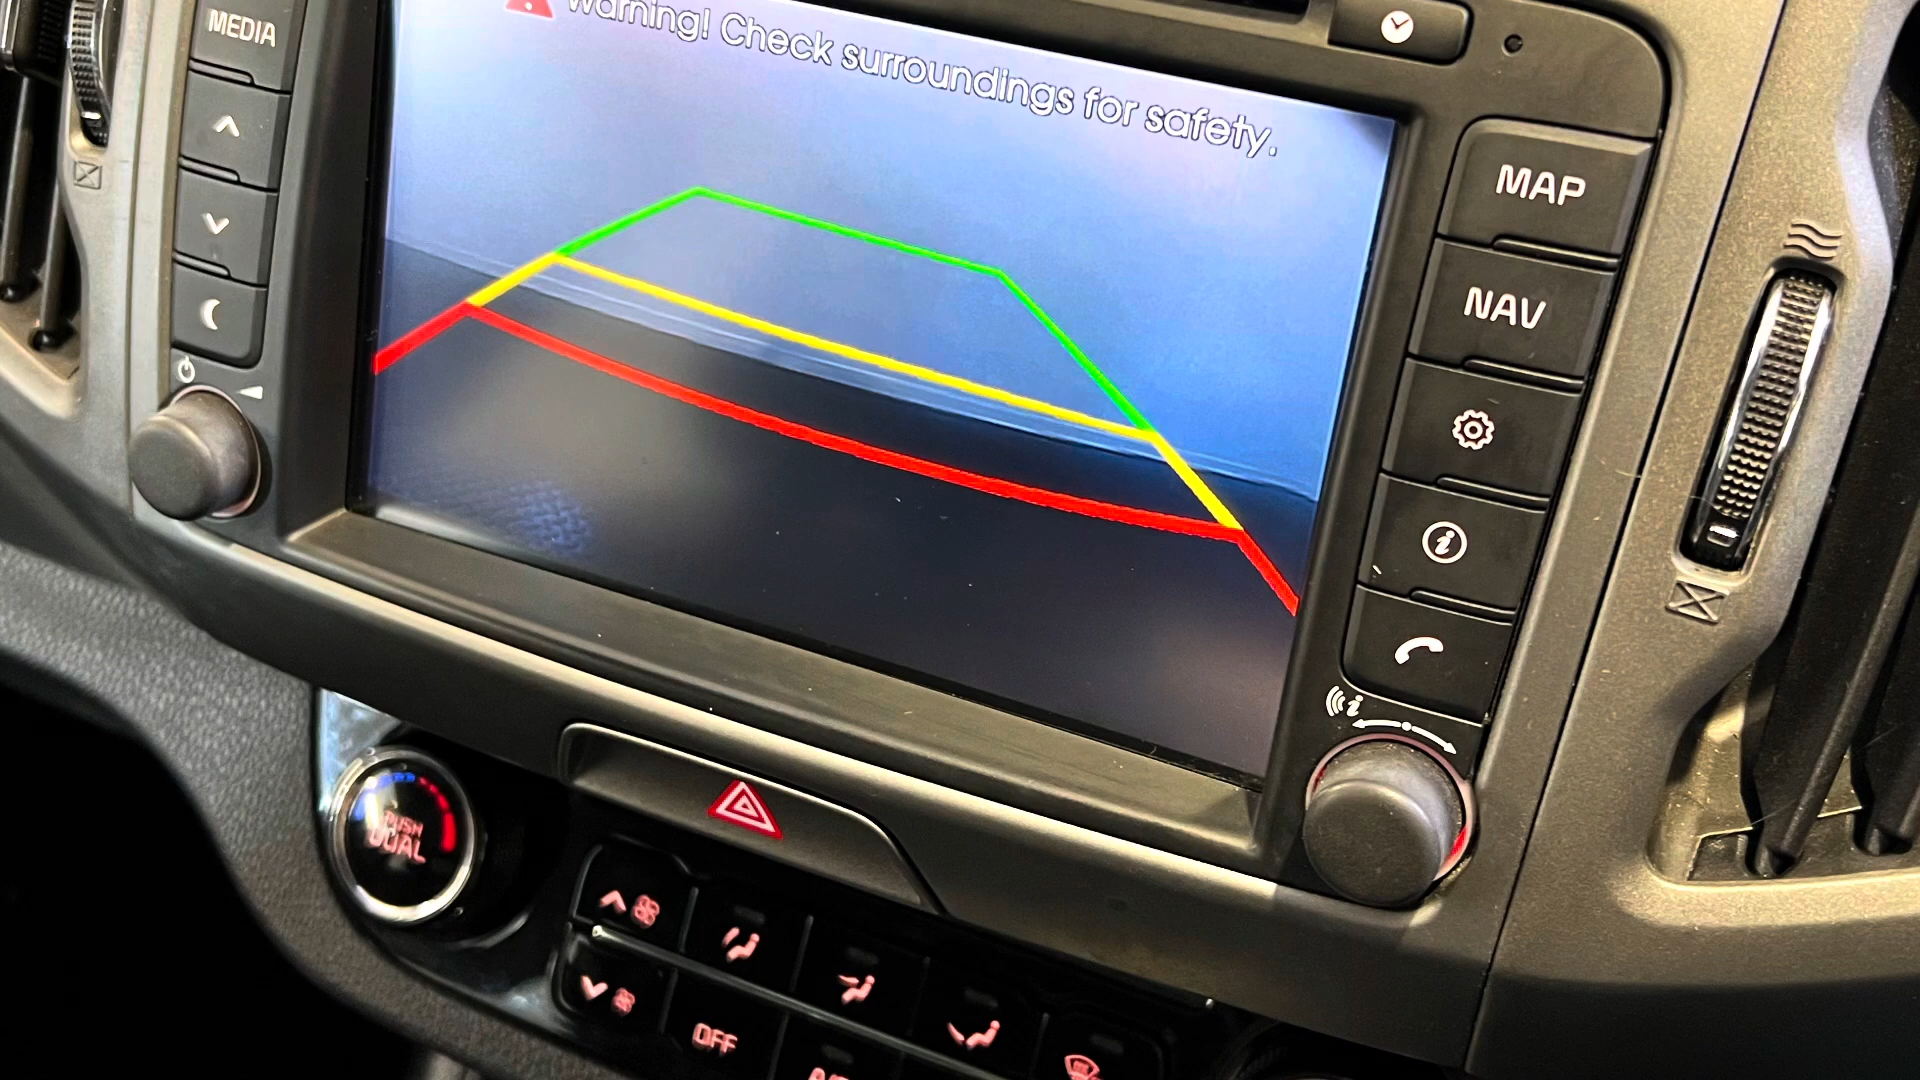 MEDIA
Warning! Check surroundings for safety.
MAP
NAV
i
i
PUSH
DUAL
OFF